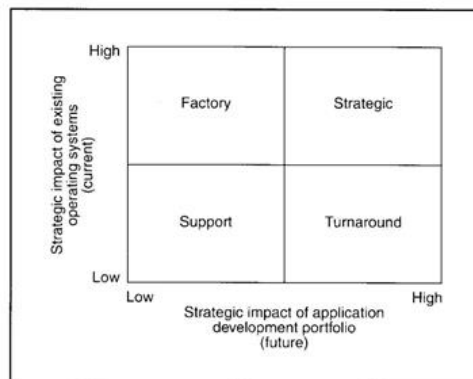 High
Factory
Strategic
Strategic impact of existing
operating systems
(current)
Support
Turnaround
Low
Low
High
Strategic impact of application
development portfolio
(future)